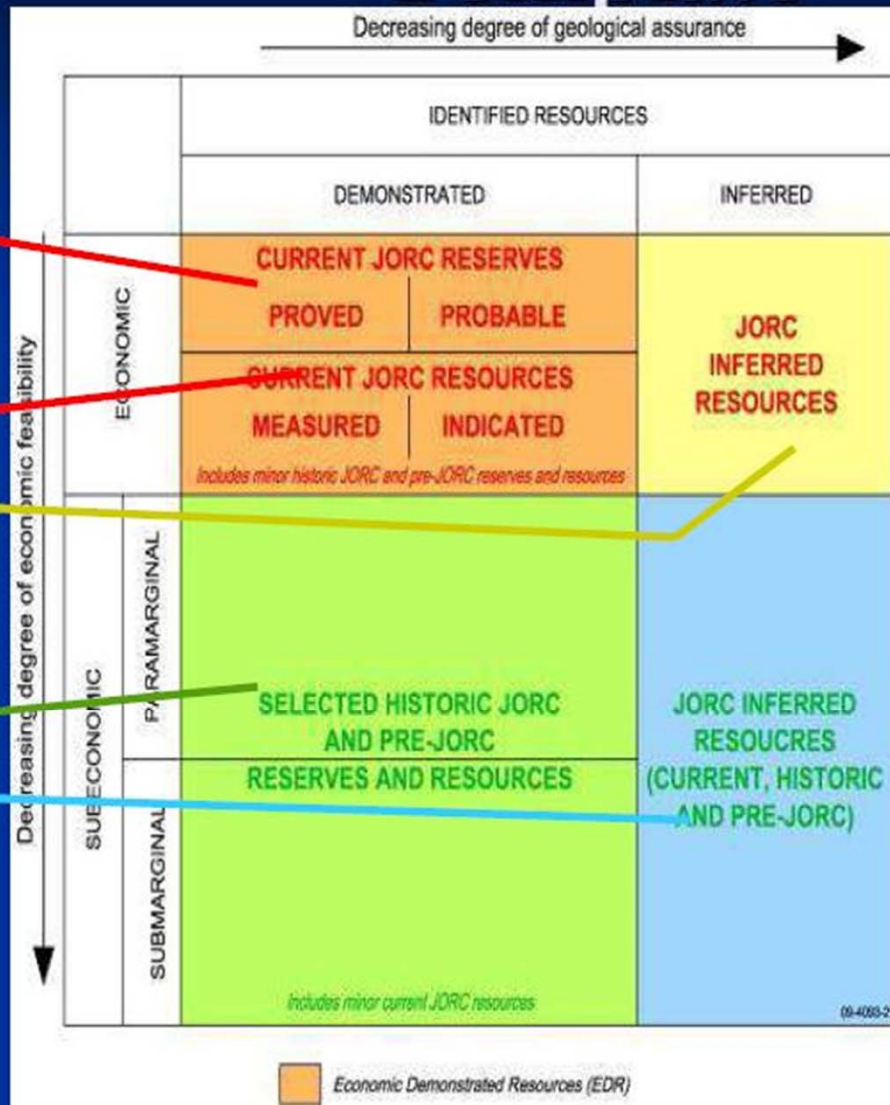 Decreasing degree of geological assurance
IDENTIFIED RESOURCES
DEMONSTRATED
INFERRED
Decreasing degree of economic feasibility
ECONOMIC
CURRENT JORC RESERVES
PROVED
PROBABLE
CURRENT JORC RESOURCES
MEASURED
INDICATED
Includes minor historic JORC and pre-JORC reserves and resources
JORC
INFERRED
RESOURCES
SUBECONOMIC
PARAMARGINAL
SELECTED HISTORIC JORC
AND PRE-JORC
RESERVES AND RESOURCES
SUBMARGINAL
Includes minor current JORC resources
JORC INFERRED
RESOUCRES
(CURRENT, HISTORIC
AND PRE-JORC)
Economic Demonstrated Resources (EDR)